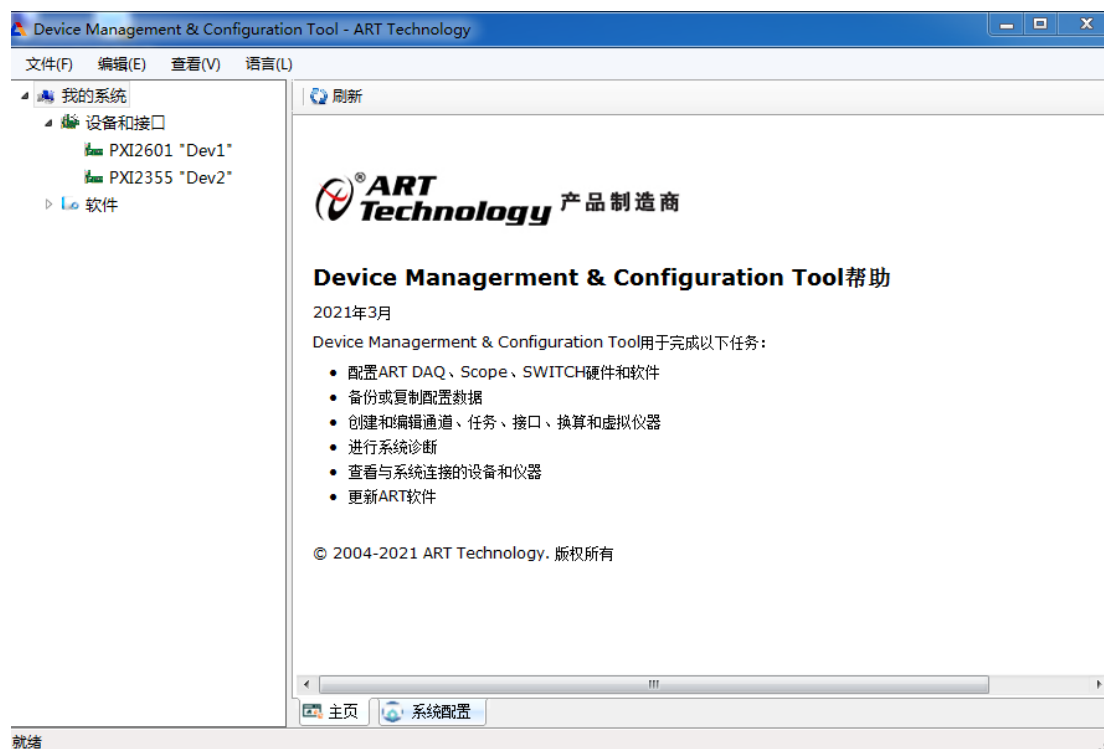 Device Management & Configuration Tool - ART Technology
文件(F) 编辑(E) 查看(V) 语言(L)
我的系统
设备和接口
PXI2601 "Dev1"
PXI2355 "Dev2"
软件
刷新
®ART
Technology 产品制造商
Device Managerment & Configuration Tool帮助
2021年3月
Device Managerment & Configuration Tool用于完成以下任务:
• 配置ART DAQ、Scope、SWITCH硬件和软件
• 备份或复制配置数据
• 创建和编辑通道、任务、接口、换算和虚拟仪器
• 进行系统诊断
• 查看与系统连接的设备和仪器
• 更新ART软件
© 2004-2021 ART Technology. 版权所有
主页 系统配置
就绪